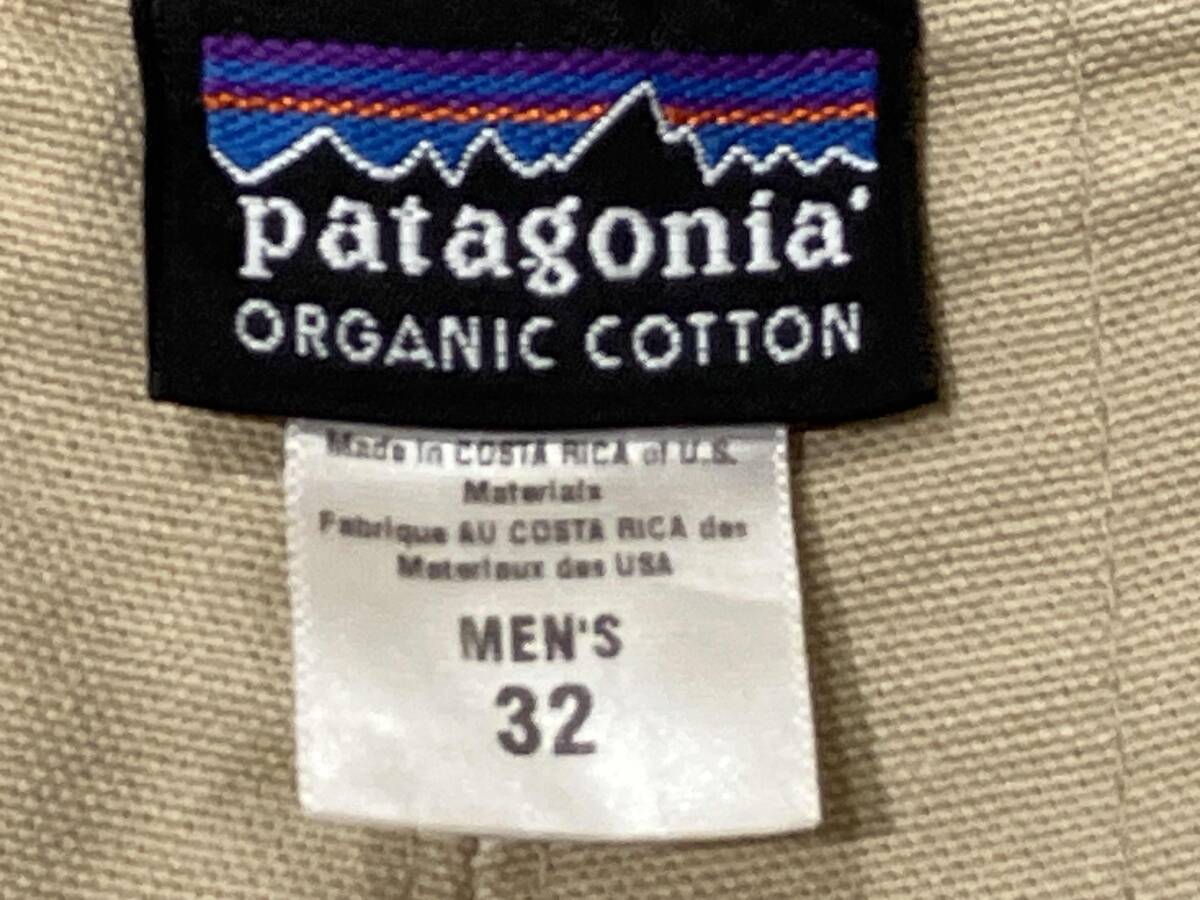 patagonia®
ORGANIC COTTON
Made in COSTA RICA of U.S.
Materials
Fabrique AU COSTA RICA des
Materiaux des USA
MEN'S
32